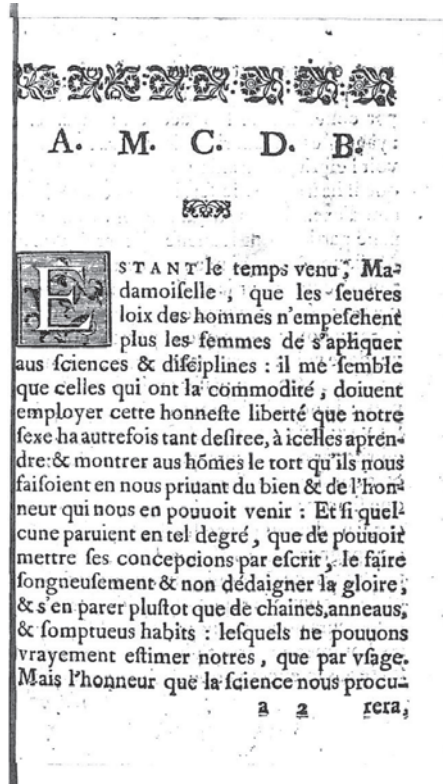 A. M. C. D. B.
ESTANT le temps venu, Ma-
damoiſelle, que les ſeueres
loix des hommes n'empeſchent
plus les femmes de s'apliquer
aus ſciences & diſciplines : il me ſemble
que celles qui ont la commodité, doiuent
employer cette honneſte liberté que notre
ſexe ha autrefois tant deſiree, à icelles apren-
dre: & montrer aus hõmes le tort qu'ils nous
faiſoient en nous priuant du bien & de l'hon-
neur qui nous en pouuoit venir : Et ſi quel-
cune paruient en tel degré, que de pouuoir
mettre ſes concepcions par eſcrit, le faire
ſongneuſement & non dédaigner la gloire,
& s'en parer pluſtot que de chaines, anneaus,
& ſomptueus habits : leſquels ne pouuons
vrayement eſtimer notres, que par vſage.
Mais l'honneur que la ſcience nous procu-
a 2 rera,